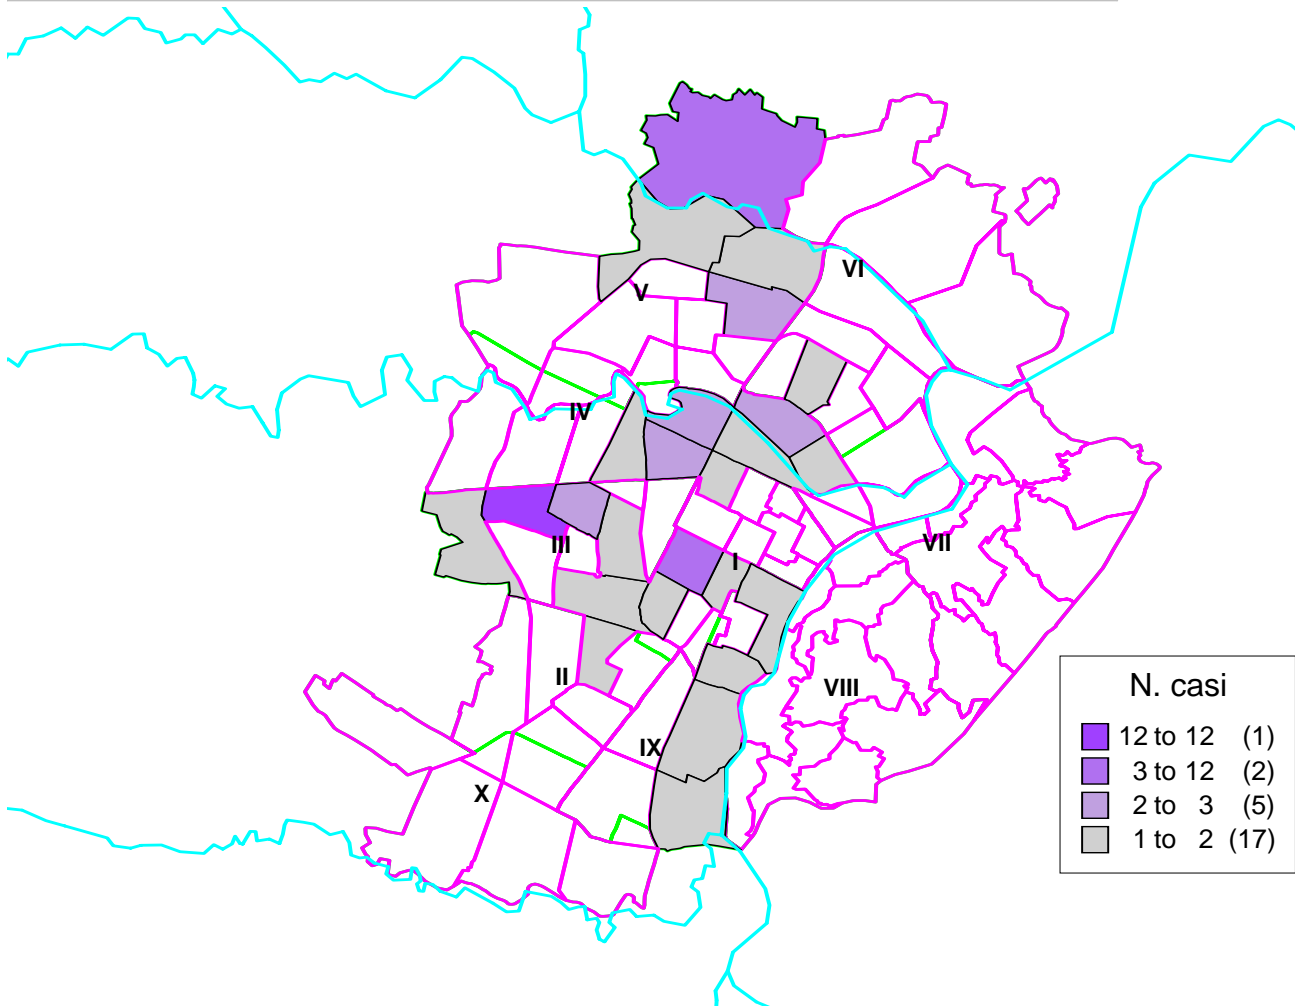 VI
V
IV
III
I
VII
II
VIII
IX
X
N. casi
12 to 12 (1)
3 to 12 (2)
2 to 3 (5)
1 to 2 (17)